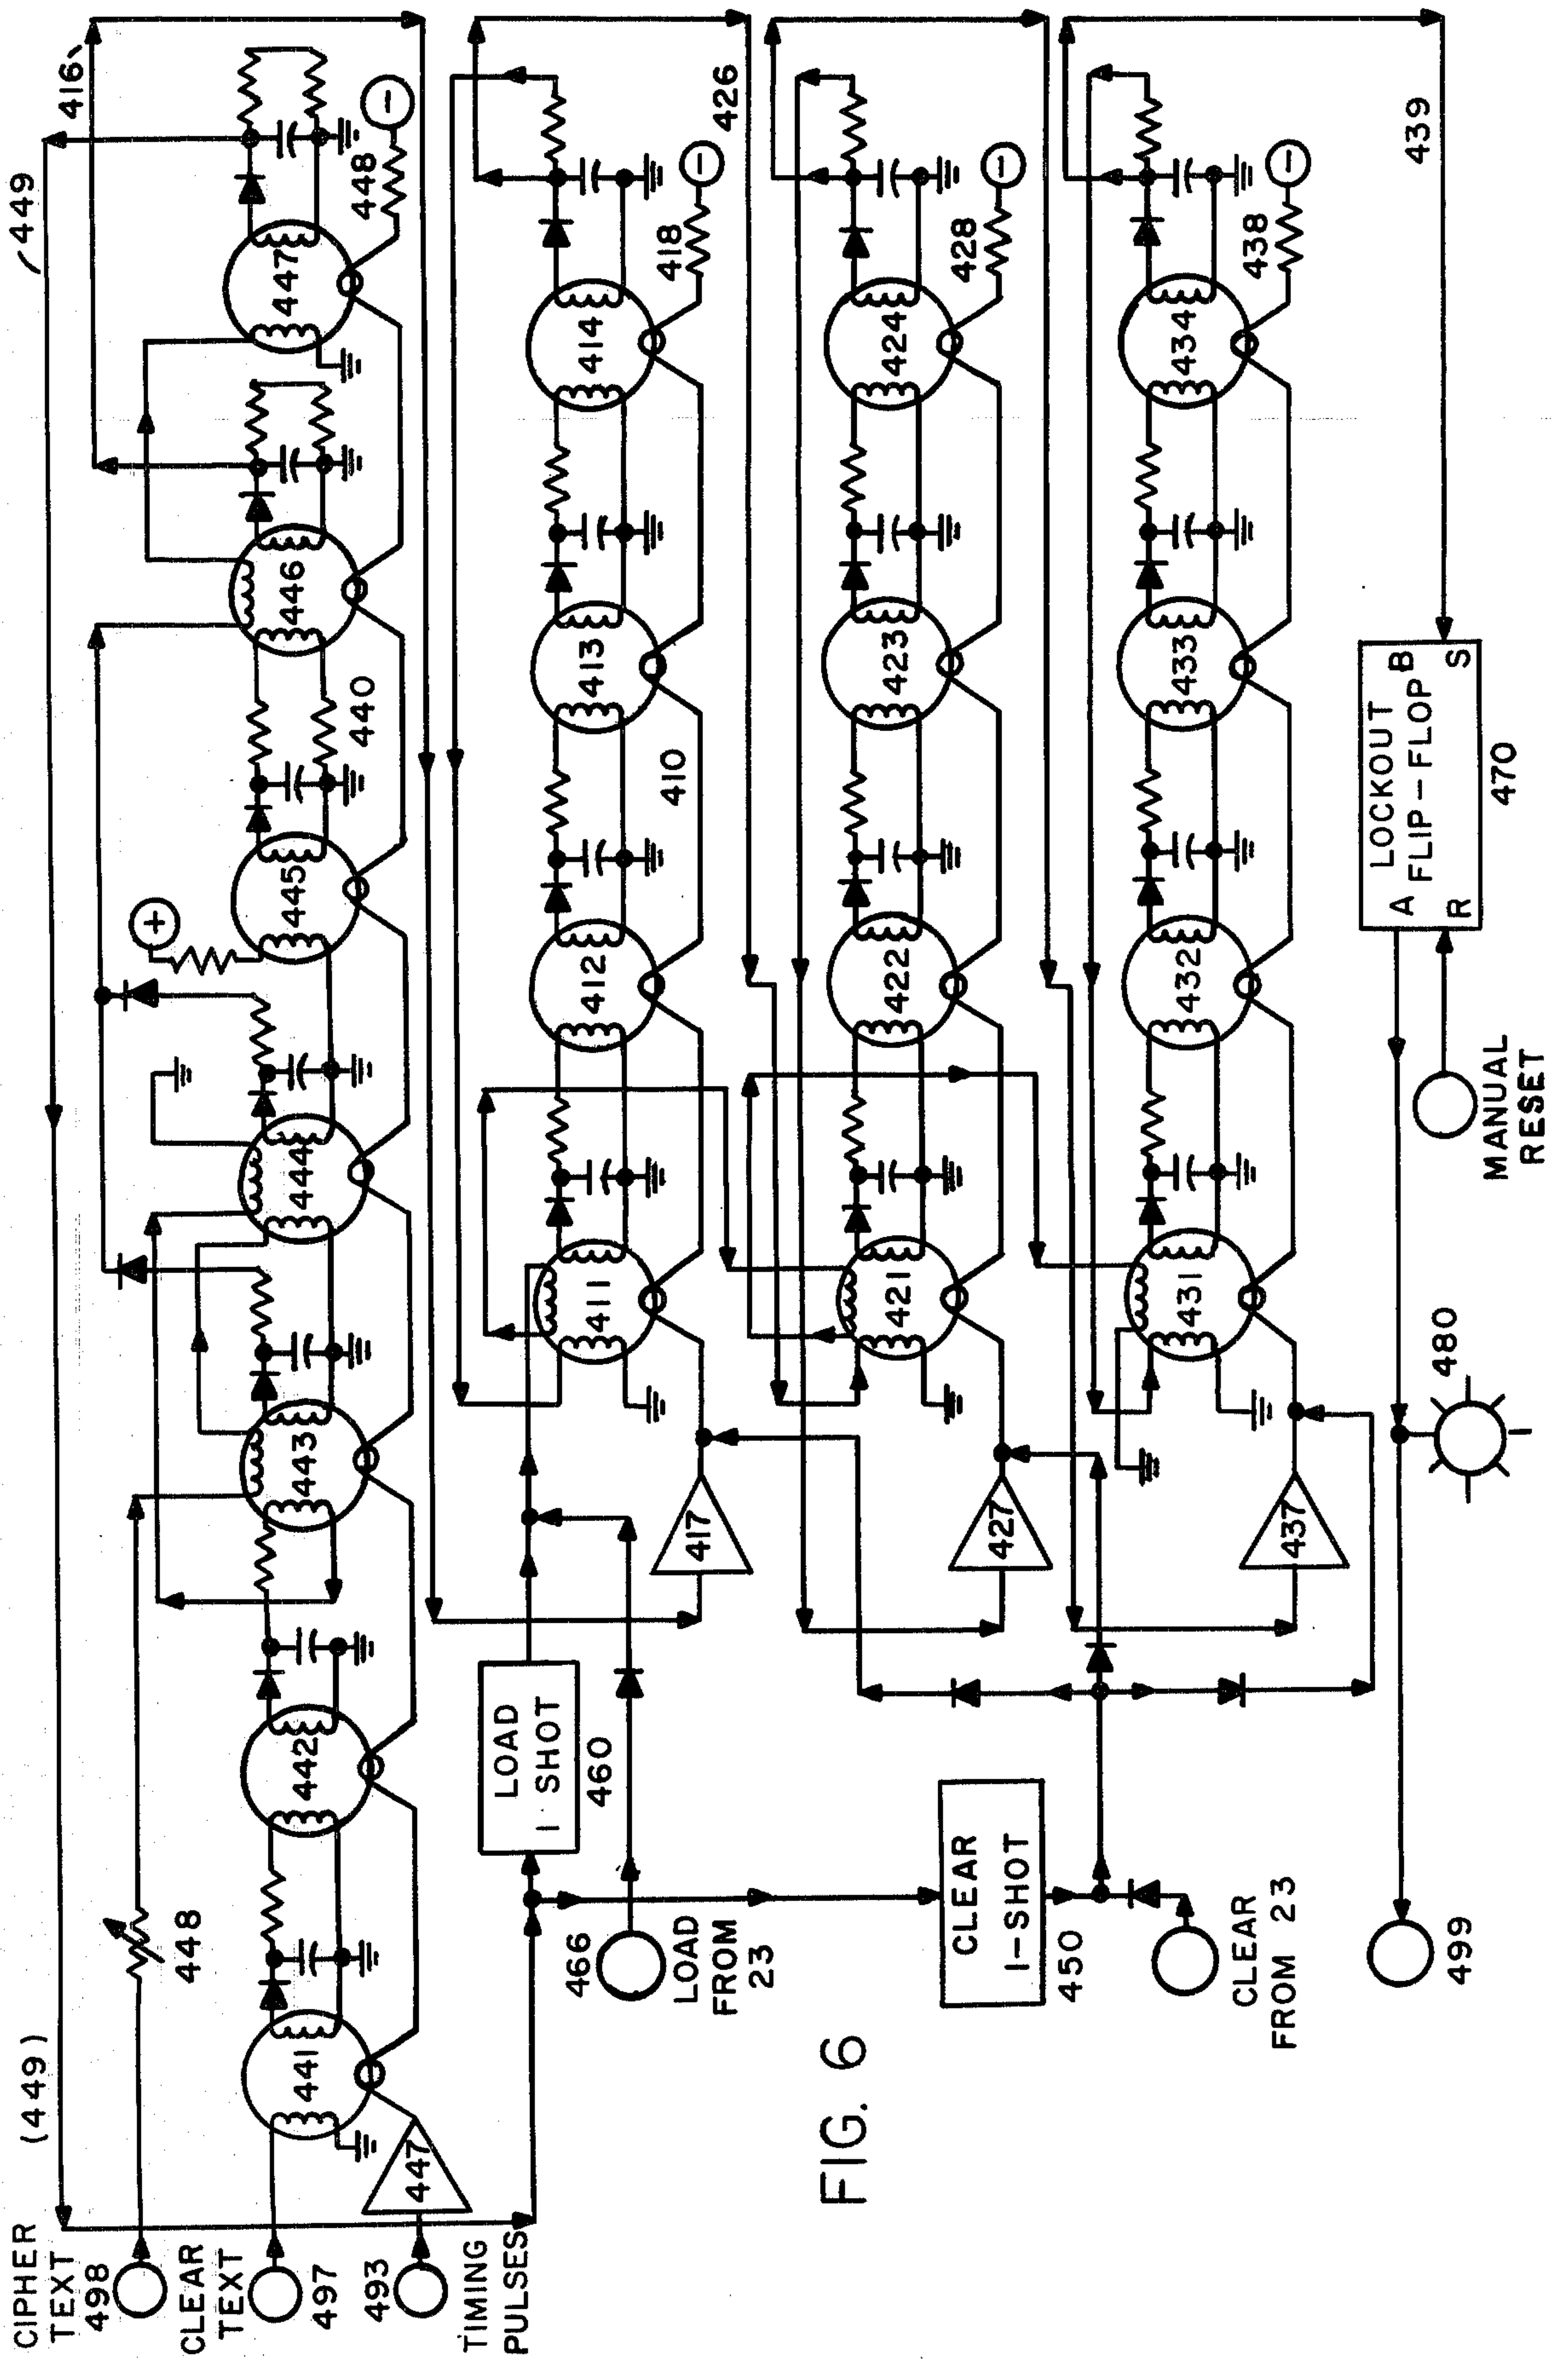 CIPHER
TEXT
498
CLEAR
TEXT
497
493
TIMING
PULSES
(449)
449
416
448
441
442
443
444
445
446
447
447
440
448
LOAD
1-SHOT
460
466
LOAD
FROM
23
417
411
412
413
414
410
418
426
CLEAR
1-SHOT
450
CLEAR
FROM 23
427
421
422
423
424
428
437
431
432
433
434
438
439
LOCKOUT
FLIP-FLOP
A
B
R
S
470
MANUAL
RESET
480
499
FIG. 6